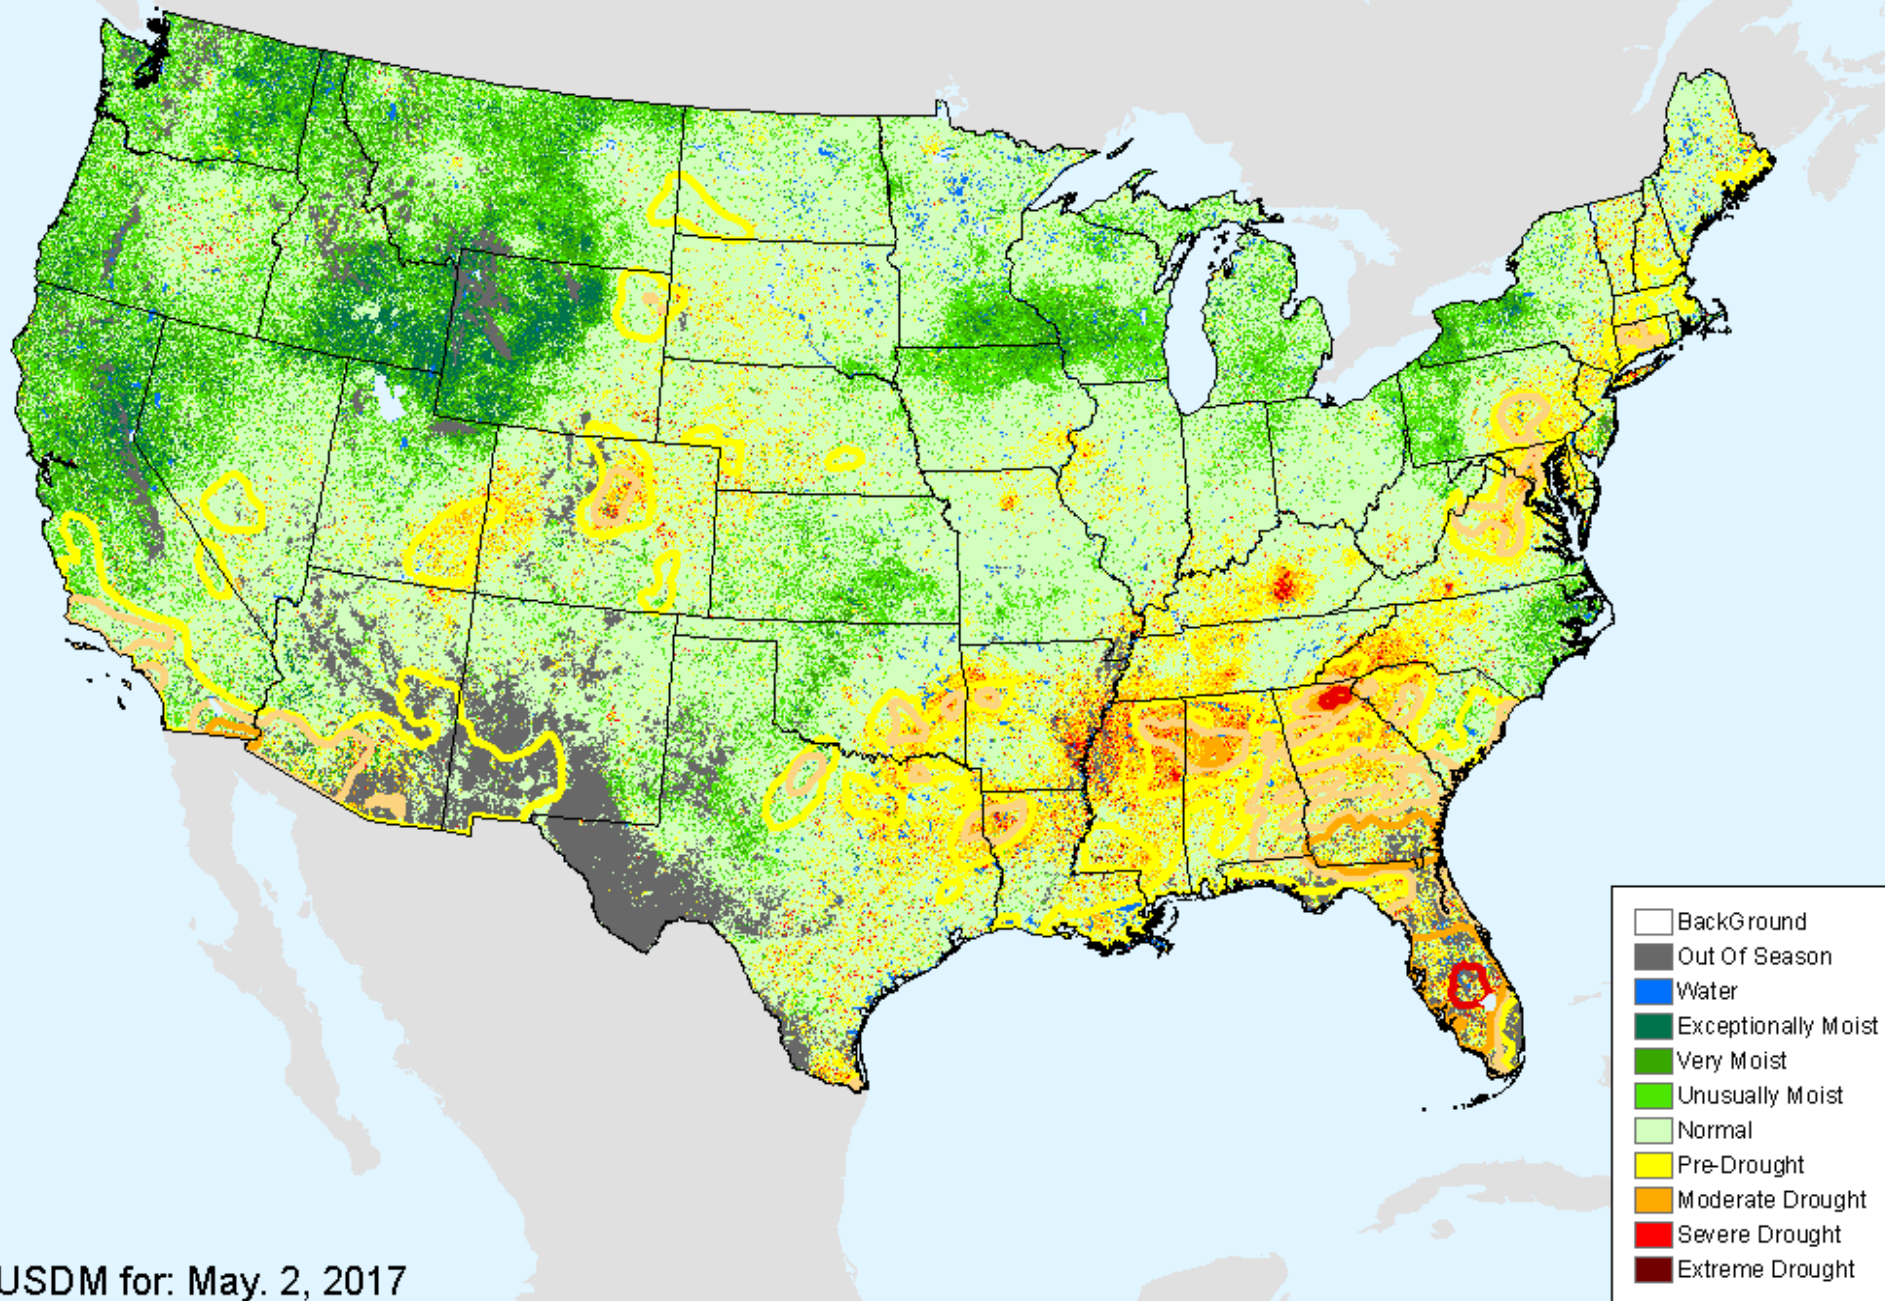 BackGround
Out Of Season
Water
Exceptionally Moist
Very Moist
Unusually Moist
Normal
Pre-Drought
Moderate Drought
Severe Drought
Extreme Drought
USDM for: May. 2, 2017